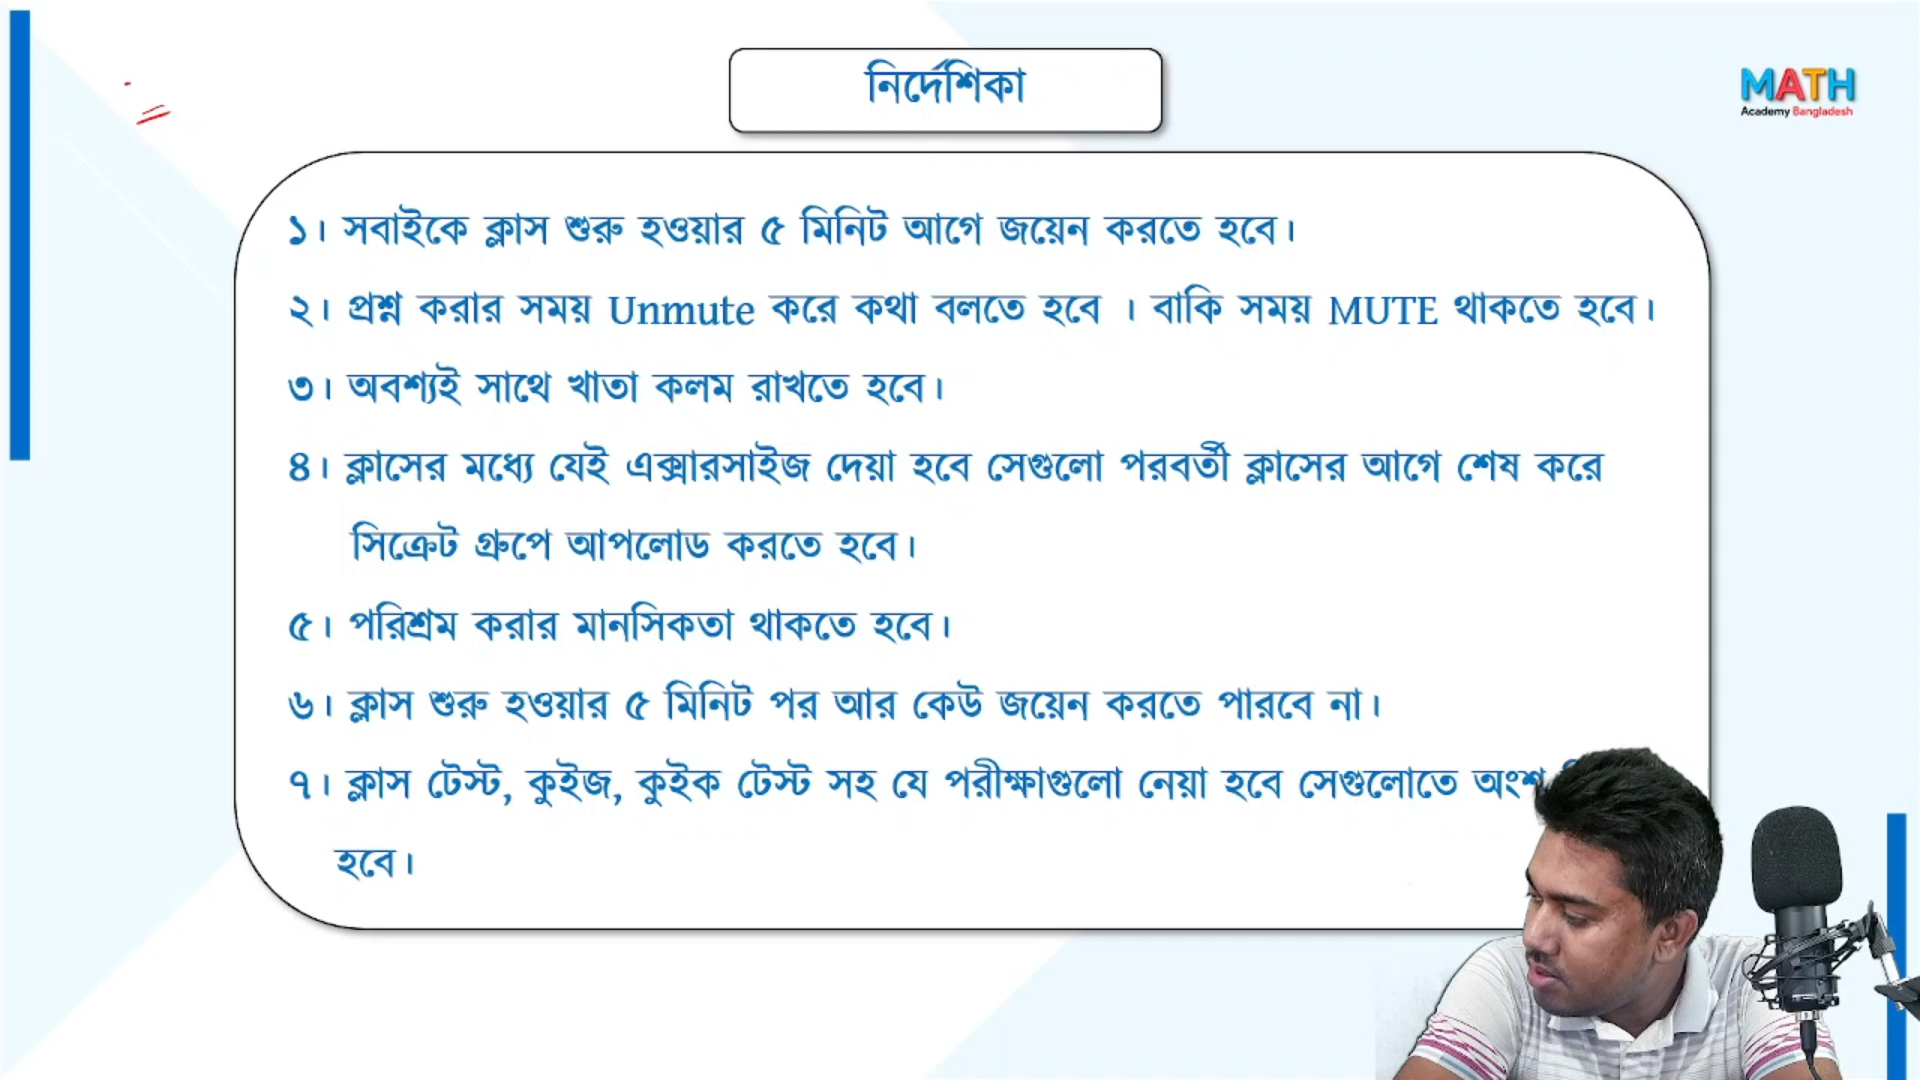 নির্দেশিকা
MATH
Academy Bangladesh
১। সবাইকে ক্লাস শুরু হওয়ার ৫ মিনিট আগে জয়েন করতে হবে।
২। প্রশ্ন করার সময় Unmute করে কথা বলতে হবে । বাকি সময় MUTE থাকতে হবে।
৩। অবশ্যই সাথে খাতা কলম রাখতে হবে।
৪। ক্লাসের মধ্যে যেই এক্সারসাইজ দেয়া হবে সেগুলো পরবর্তী ক্লাসের আগে শেষ করে
সিক্রেট গ্রুপে আপলোড করতে হবে।
৫। পরিশ্রম করার মানসিকতা থাকতে হবে।
৬। ক্লাস শুরু হওয়ার ৫ মিনিট পর আর কেউ জয়েন করতে পারবে না।
৭। ক্লাস টেস্ট, কুইজ, কুইক টেস্ট সহ যে পরীক্ষাগুলো নেয়া হবে সেগুলোতে অংশ
হবে।